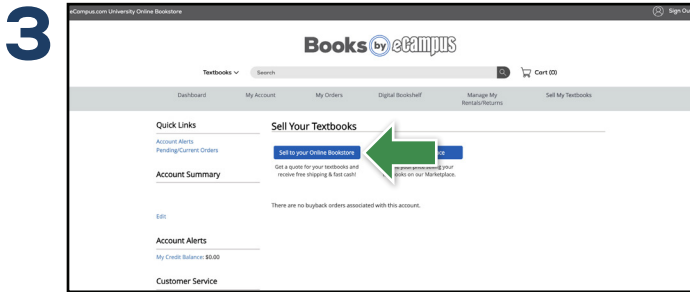 3
eCampus.com University Online Bookstore
Sign Ou
Books by eCampus
Textbooks
Search
Cart (0)
Dashboard
My Account
My Orders
Digital Bookshelf
Manage My
Rentals/Returns
Sell My Textbooks
Quick Links
Account Alerts
Pending/Current Orders
Account Summary
Edit
Account Alerts
My Credit Balance: $0.00
Customer Service
Sell Your Textbooks
Sell to your Online Bookstore
Get a quote for your textbooks and
receive free shipping & fast cash!
your price selling your
on our Marketplace.
There are no buyback orders associated with this account.